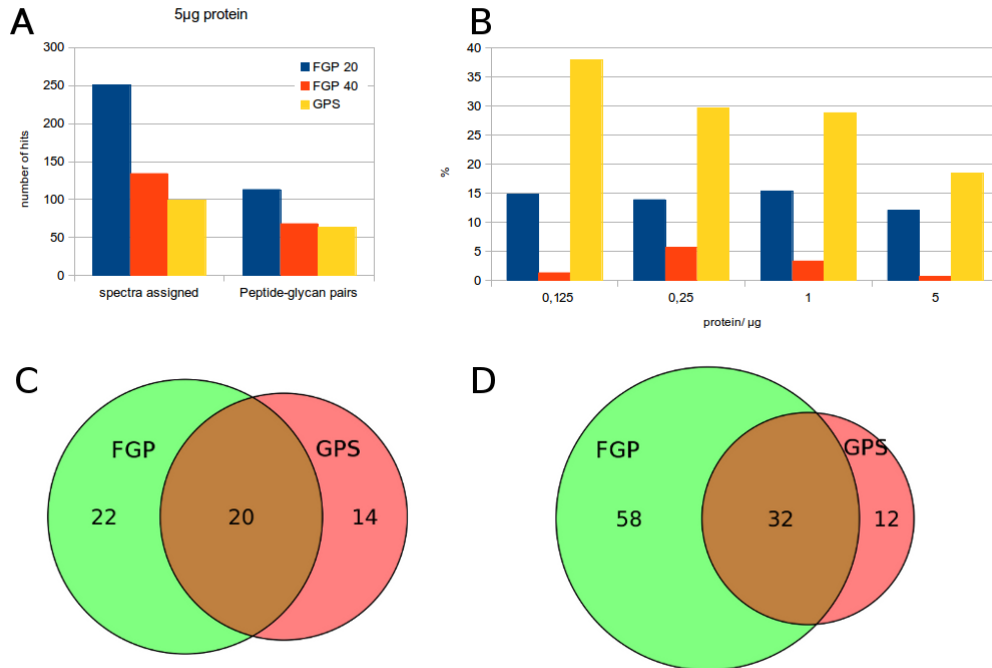 A
5µg protein
300
250
200
150
100
50
0
number of hits
FGP 20
FGP 40
GPS
spectra assigned
Peptide-glycan pairs
B
40
35
30
25
20
15
10
5
0
%
0,125
0,25
1
5
protein/ µg
C
FGP
GPS
22
20
14
D
FGP
GPS
58
32
12